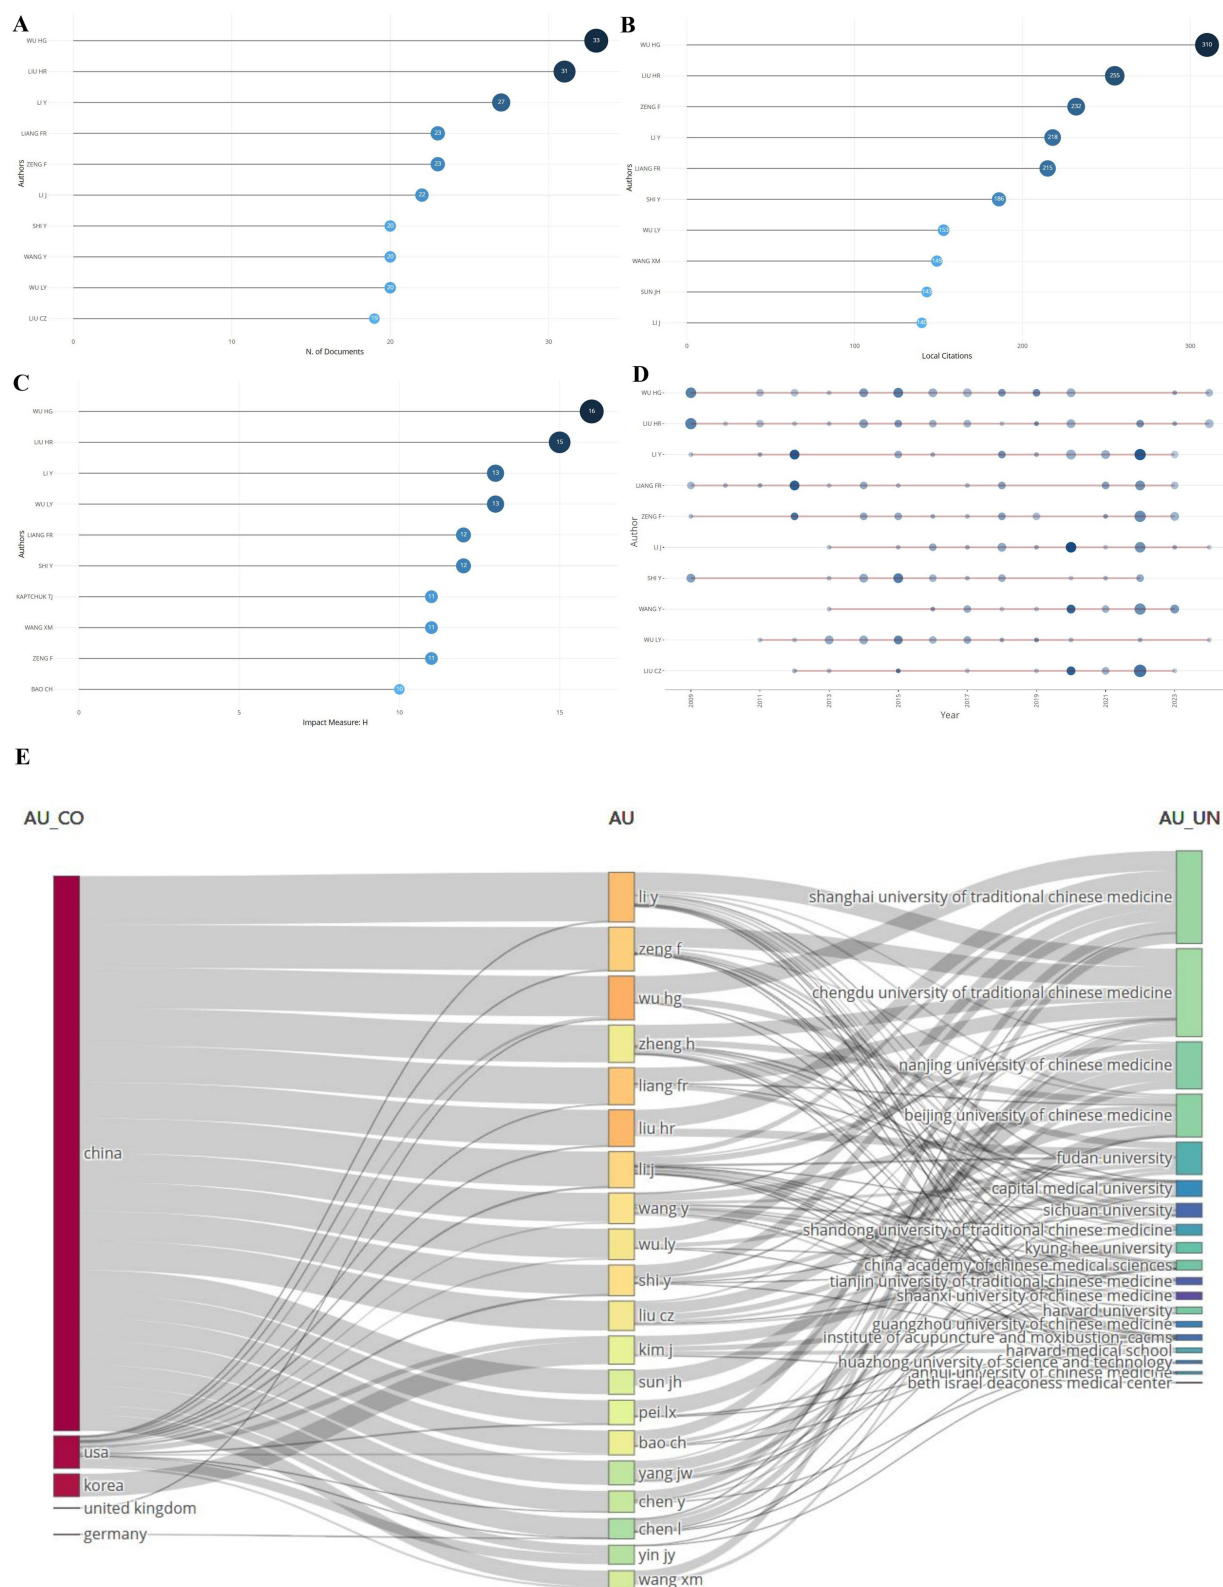 A
WU HG
33
LIU HR
31
LI Y
27
LIANG FR
23
ZENG F
23
LI J
22
SHI Y
20
WANG Y
20
WU LY
20
LIU CZ
19
Authors
0 10 20 30
N. of Documents
B
WU HG
310
LIU HR
255
ZENG F
232
LI Y
218
LIANG FR
215
SHI Y
186
WU LY
153
WANG XM
SUN JH
LI J
Authors
0 100 200 300
Local Citations
C
WU HG
16
LIU HR
15
LI Y
13
WU LY
13
LIANG FR
12
SHI Y
12
KAPTCHUK TJ
11
WANG XM
11
ZENG F
11
BAO CH
10
Authors
0 5 10 15
Impact Measure: H
D
WU HG
LIU HR
LI Y
LIANG FR
ZENG F
LI J
SHI Y
WANG Y
WU LY
LIU CZ
Author
2009 2011 2013 2015 2017 2019 2021 2023
Year
E
AU_CO AU AU_UN
china
usa
korea
united kingdom
germany
li y
zeng f
wu hg
zheng h
liang fr
liu hr
li j
wang y
wu ly
shi y
liu cz
kim j
sun jh
pei lx
bao ch
yang jw
chen y
chen l
yin jy
wang xm
shanghai university of traditional chinese medicine
chengdu university of traditional chinese medicine
nanjing university of chinese medicine
beijing university of chinese medicine
fudan university
capital medical university
sichuan university
shandong university of traditional chinese medicine
kyung hee university
china academy of chinese medical sciences
tianjin university of traditional chinese medicine
shaanxi university of chinese medicine
harvard university
guangzhou university of chinese medicine
institute of acupuncture and moxibustion, cacms
harvard medical school
huazhong university of science and technology
anhui university of chinese medicine
beth israel deaconess medical center